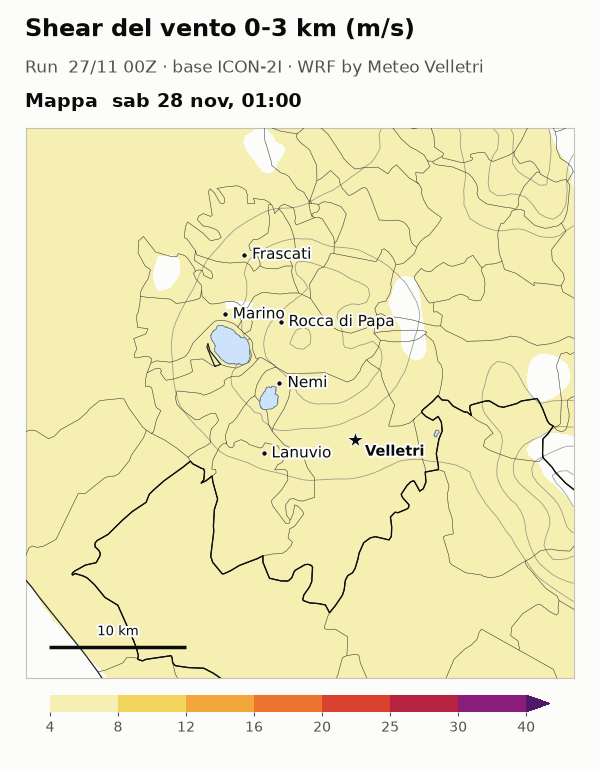 Shear del vento 0-3 km (m/s)
Run  27/11 00Z · base ICON-2I · WRF by Meteo Velletri
Mappa  sab 28 nov, 01:00
Frascati
Marino
Rocca di Papa
Nemi
Velletri
Lanuvio
10 km
4 8 12 16 20 25 30 40